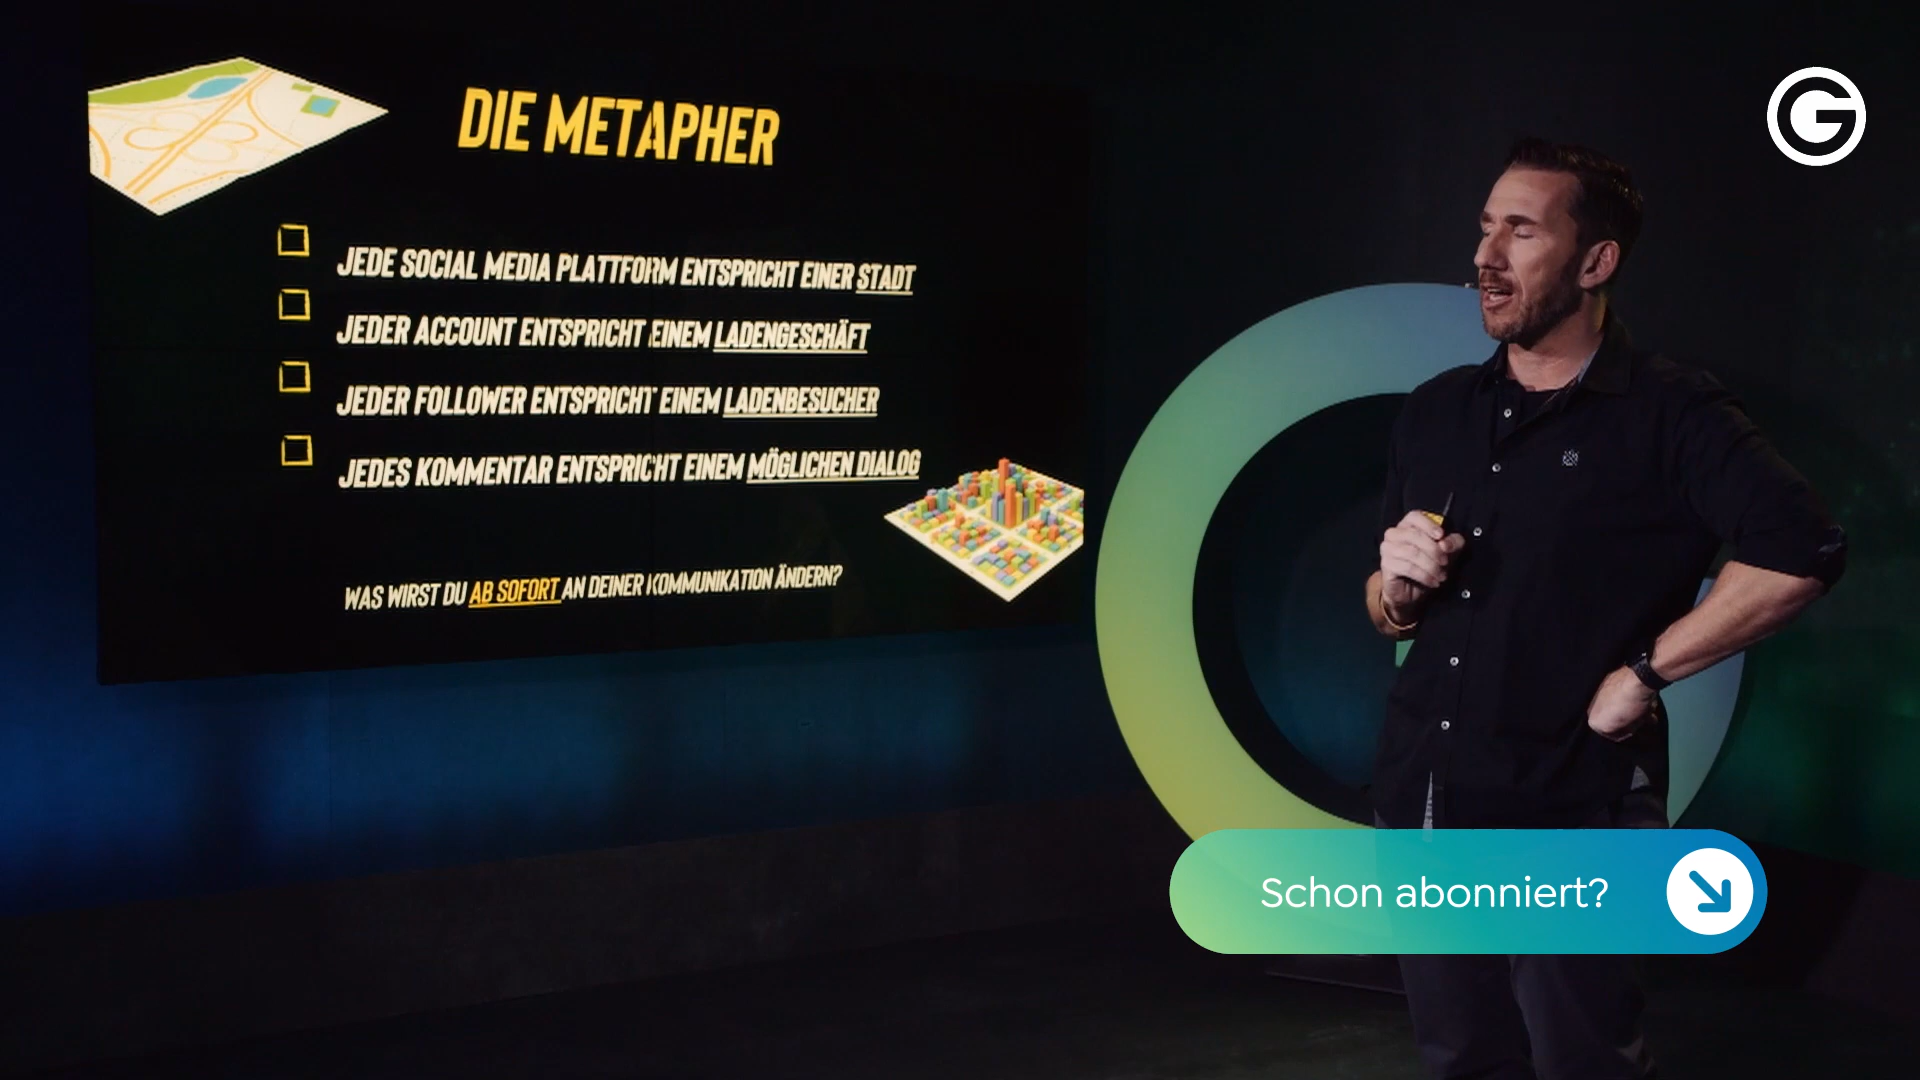 DIE METAPHER
JEDE SOCIAL MEDIA PLATTFORM ENTSPRICHT EINER STADT
JEDER ACCOUNT ENTSPRICHT EINEM LADENGESCHÄFT
JEDER FOLLOWER ENTSPRICHT EINEM LADENBESUCHER
JEDES KOMMENTAR ENTSPRICHT EINEM MÖGLICHEN DIALOG
WAS WIRST DU AB SOFORT AN DEINER KOMMUNIKATION ÄNDERN?
G
Schon abonniert?